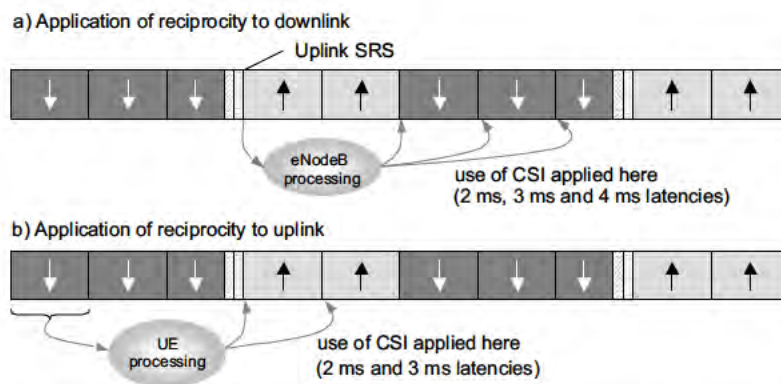 a) Application of reciprocity to downlink
Uplink SRS
eNodeB
processing
use of CSI applied here
(2 ms, 3 ms and 4 ms latencies)
b) Application of reciprocity to uplink
UE
processing
use of CSI applied here
(2 ms and 3 ms latencies)